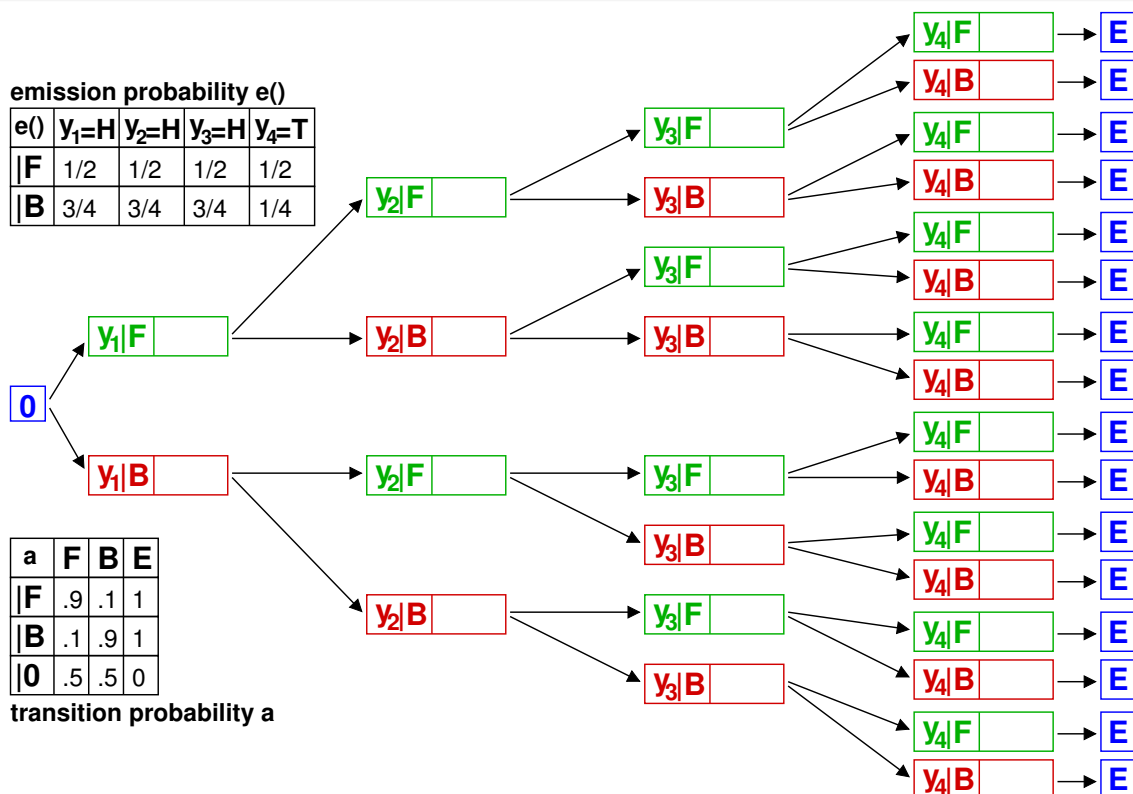 emission probability e()
e() y₁=H y₂=H y₃=H y₄=T
|F 1/2 1/2 1/2 1/2
|B 3/4 3/4 3/4 1/4
0
y₁|F
y₁|B
y₂|F
y₂|B
y₂|F
y₂|B
y₃|F
y₃|B
y₃|F
y₃|B
y₃|F
y₃|B
y₃|F
y₃|B
y₄|F E
y₄|B E
y₄|F E
y₄|B E
y₄|F E
y₄|B E
y₄|F E
y₄|B E
y₄|F E
y₄|B E
y₄|F E
y₄|B E
y₄|F E
y₄|B E
y₄|F E
y₄|B E
a F B E
|F .9 .1 1
|B .1 .9 1
|0 .5 .5 0
transition probability a